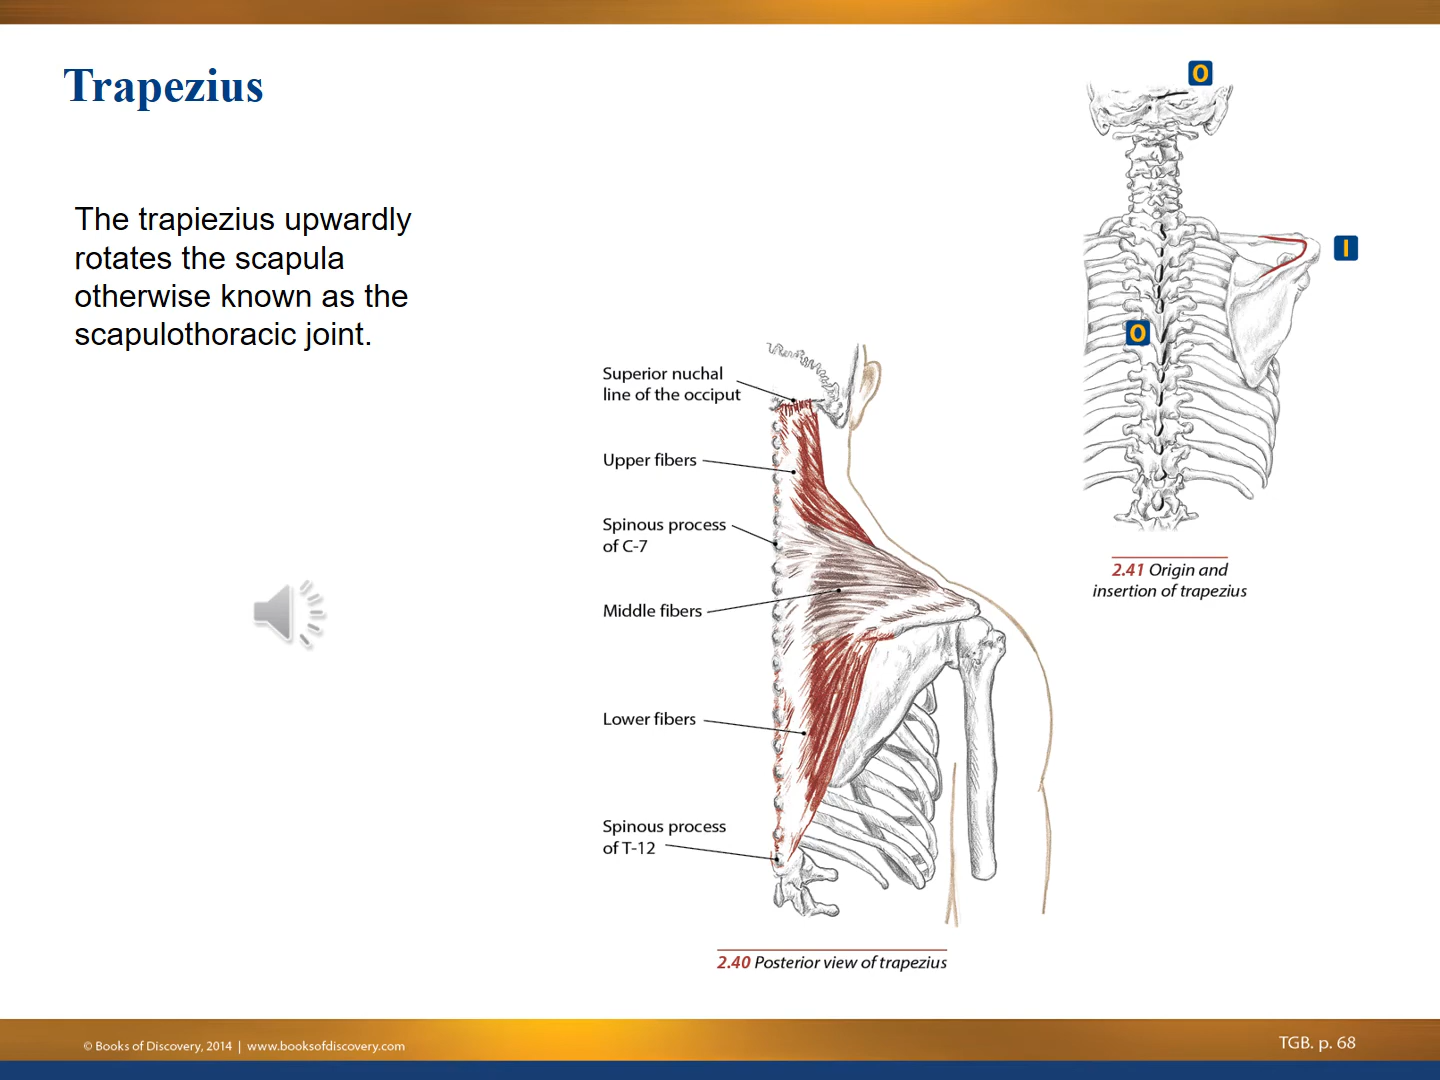 Trapezius
The trapiezius upwardly
rotates the scapula
otherwise known as the
scapulothoracic joint.
O
I
O
Superior nuchal
line of the occiput
Upper fibers
Spinous process
of C-7
Middle fibers
Lower fibers
Spinous process
of T-12
2.41 Origin and
insertion of trapezius
2.40 Posterior view of trapezius
© Books of Discovery, 2014 | www.booksofdiscovery.com
TGB. p. 68